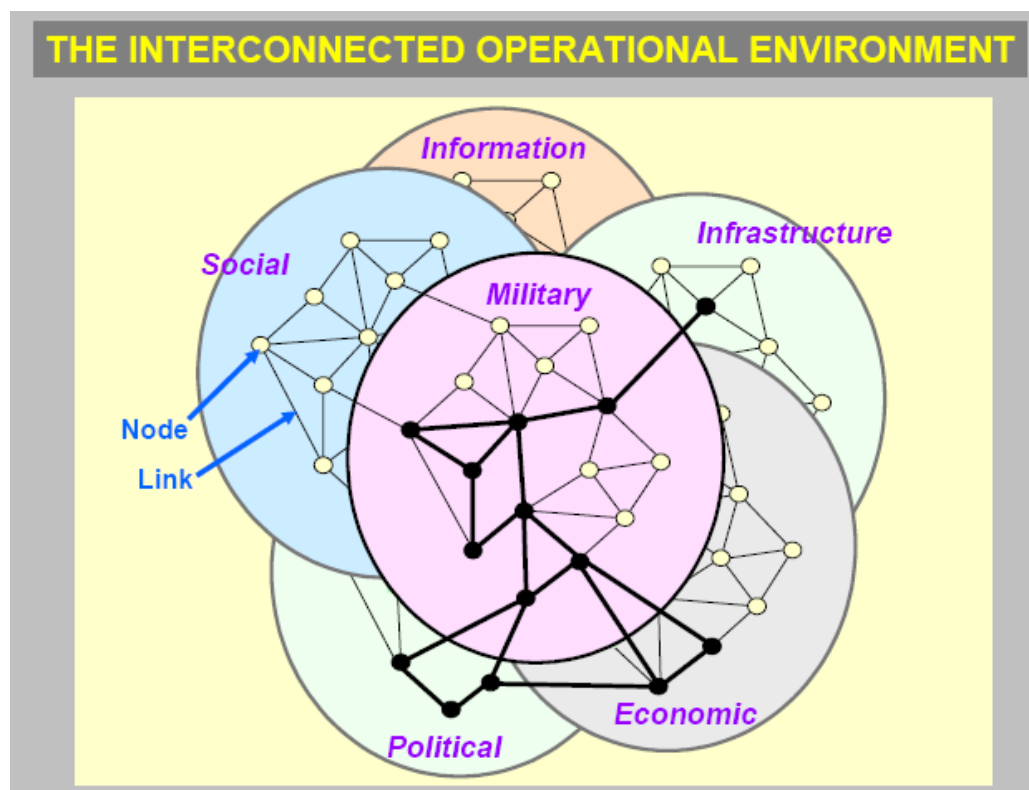 THE INTERCONNECTED OPERATIONAL ENVIRONMENT
Information
Infrastructure
Social
Military
Node
Link
Economic
Political